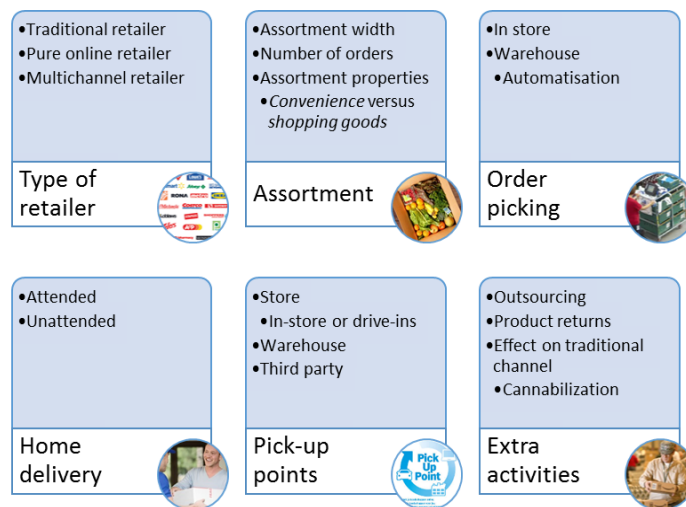 •Traditional retailer
•Pure online retailer
•Multichannel retailer
Type of
retailer
RONA
•Assortment width
•Number of orders
•Assortment properties
•Convenience versus
shopping goods
Assortment
•In store
•Warehouse
•Automatisation
Order
picking
•Attended
•Unattended
Home
delivery
•Store
•In-store or drive-ins
•Warehouse
•Third party
Pick-up
points
Pick
Up
Point
•Outsourcing
•Product returns
•Effect on traditional
channel
•Cannabilization
Extra
activities